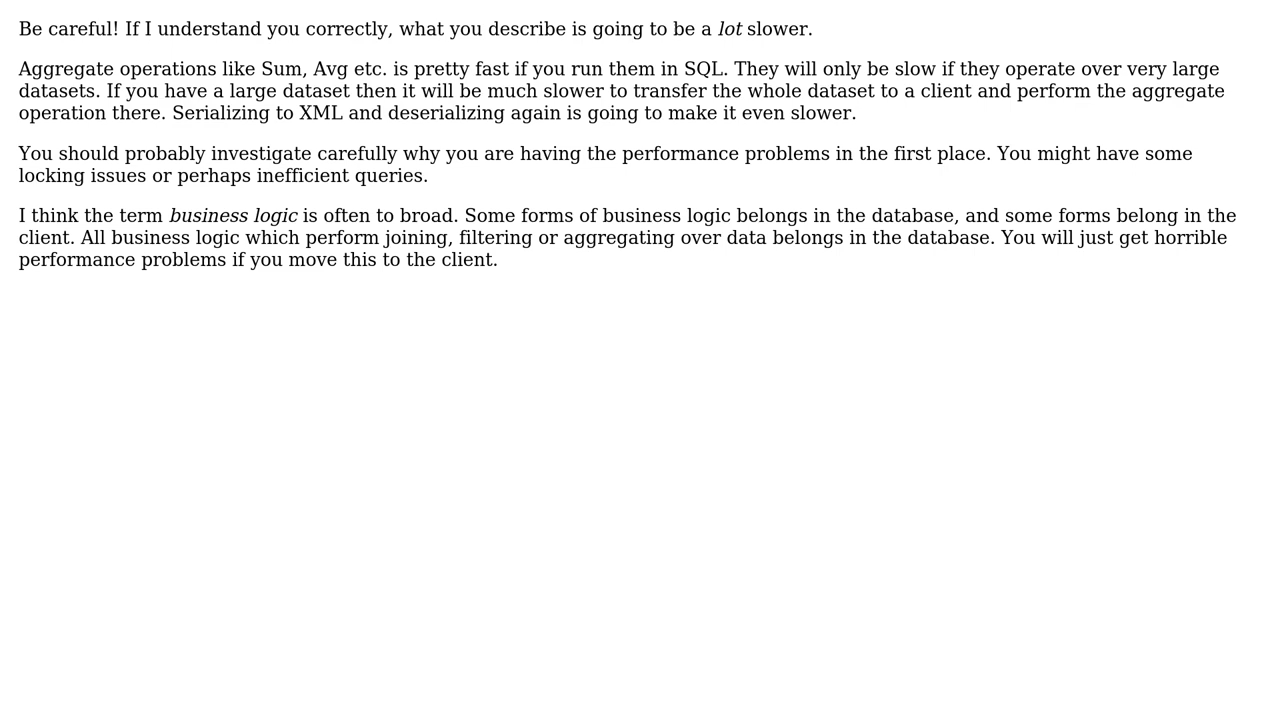 Be careful! If I understand you correctly, what you describe is going to be a lot slower.
Aggregate operations like Sum, Avg etc. is pretty fast if you run them in SQL. They will only be slow if they operate over very large
datasets. If you have a large dataset then it will be much slower to transfer the whole dataset to a client and perform the aggregate
operation there. Serializing to XML and deserializing again is going to make it even slower.
You should probably investigate carefully why you are having the performance problems in the first place. You might have some
locking issues or perhaps inefficient queries.
I think the term business logic is often to broad. Some forms of business logic belongs in the database, and some forms belong in the
client. All business logic which perform joining, filtering or aggregating over data belongs in the database. You will just get horrible
performance problems if you move this to the client.